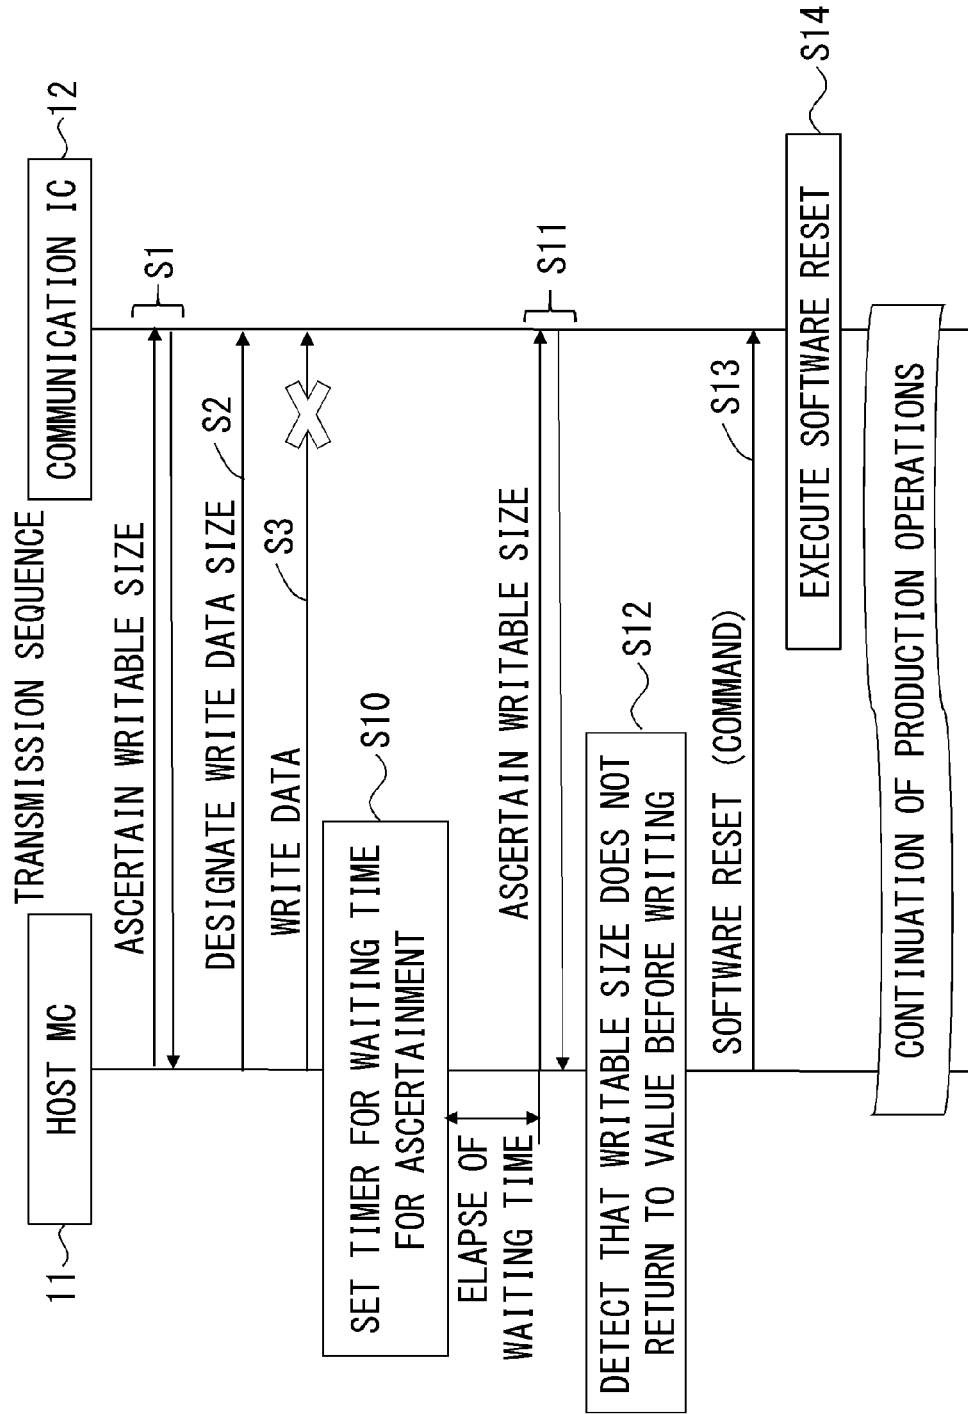 TRANSMISSION SEQUENCE
11
HOST MC
COMMUNICATION IC
12
ASCERTAIN WRITABLE SIZE
S1
DESIGNATE WRITE DATA SIZE
S2
WRITE DATA
S3
SET TIMER FOR WAITING TIME
FOR ASCERTAINMENT
S10
ELAPSE OF
WAITING TIME
ASCERTAIN WRITABLE SIZE
S11
DETECT THAT WRITABLE SIZE DOES NOT
RETURN TO VALUE BEFORE WRITING
S12
SOFTWARE RESET (COMMAND)
S13
EXECUTE SOFTWARE RESET
S14
CONTINUATION OF PRODUCTION OPERATIONS